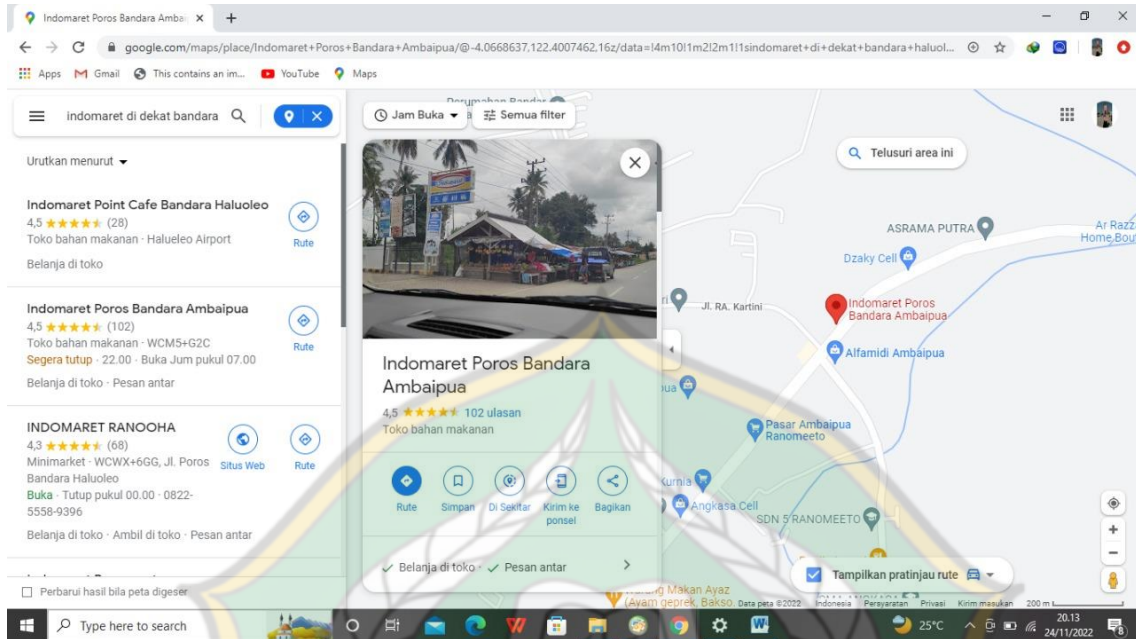 Indomaret Poros Bandara Ambai
google.com/maps/place/Indomaret+Poros+Bandara+Ambaipua/@-4.0668637,122.4007462,16z/data=!4m10!1m2!2m1!1sindomaret+di+dekat+bandara+haluol...
Apps Gmail This contains an im... YouTube Maps
indomaret di dekat bandara
Jam Buka Semua filter
Telusuri area ini
Urutkan menurut
Indomaret Point Cafe Bandara Haluoleo
4,5 (28)
Toko bahan makanan · Halueleo Airport
Belanja di toko
Rute
Indomaret Poros Bandara Ambaipua
4,5 (102)
Toko bahan makanan · WCM5+G2C
Segera tutup · 22.00 · Buka Jum pukul 07.00
Belanja di toko · Pesan antar
Rute
INDOMARET RANOOHA
4,3 (68)
Minimarket · WCWX+6GG, Jl. Poros
Bandara Haluoleo
Buka · Tutup pukul 00.00 · 0822-
5558-9396
Belanja di toko · Ambil di toko · Pesan antar
Situs Web
Rute
Perbarui hasil bila peta digeser
Indomaret Poros Bandara
Ambaipua
4,5 102 ulasan
Toko bahan makanan
Rute Simpan Di Sekitar Kirim ke
ponsel
Bagikan
Belanja di toko · Pesan antar
ASRAMA PUTRA
Ar Razz
Home Bou
Dzaky Cell
Jl. RA. Kartini
Indomaret Poros
Bandara Ambaipua
Alfamidi Ambaipua
Pasar Ambaipua
Ranomeeto
Angkasa Cell
SDN 5 RANOMEETO
Makan Ayaz
(Ayam geprek, Bakso,
Tampilkan pratinjau rute
Data peta ©2022 Indonesia Persyaratan Privasi Kirim masukan 200 m
Type here to search
25°C
20.13
24/11/2022